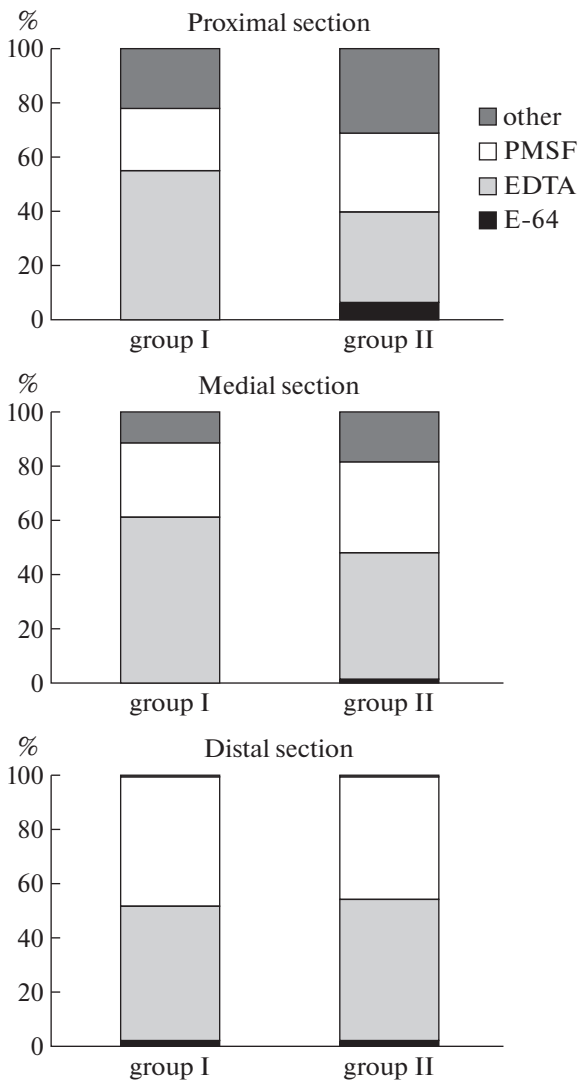 % Proximal section
100
80
60
40
20
0
other
PMSF
EDTA
E-64
group I group II
% Medial section
100
80
60
40
20
0
group I group II
% Distal section
100
80
60
40
20
0
group I group II